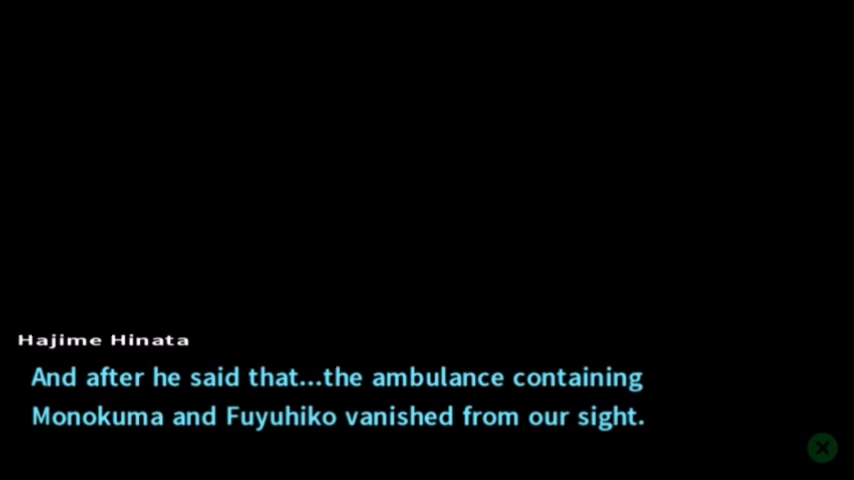 Hajime Hinata
And after he said that...the ambulance containing
Monokuma and Fuyuhiko vanished from our sight.